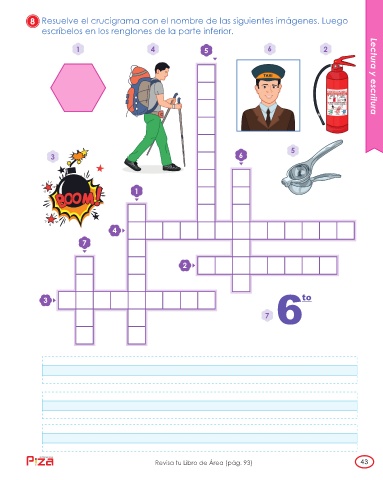 8 Resuelve el crucigrama con el nombre de las siguientes imágenes. Luego
escríbelos en los renglones de la parte inferior.
Lectura y escritura
1 4 5 6 2
TAXI
3 6 5
BOOM!
1
4
7
2
3
7 6to
Piza
Revisa tu Libro de Área (pág. 93)
43